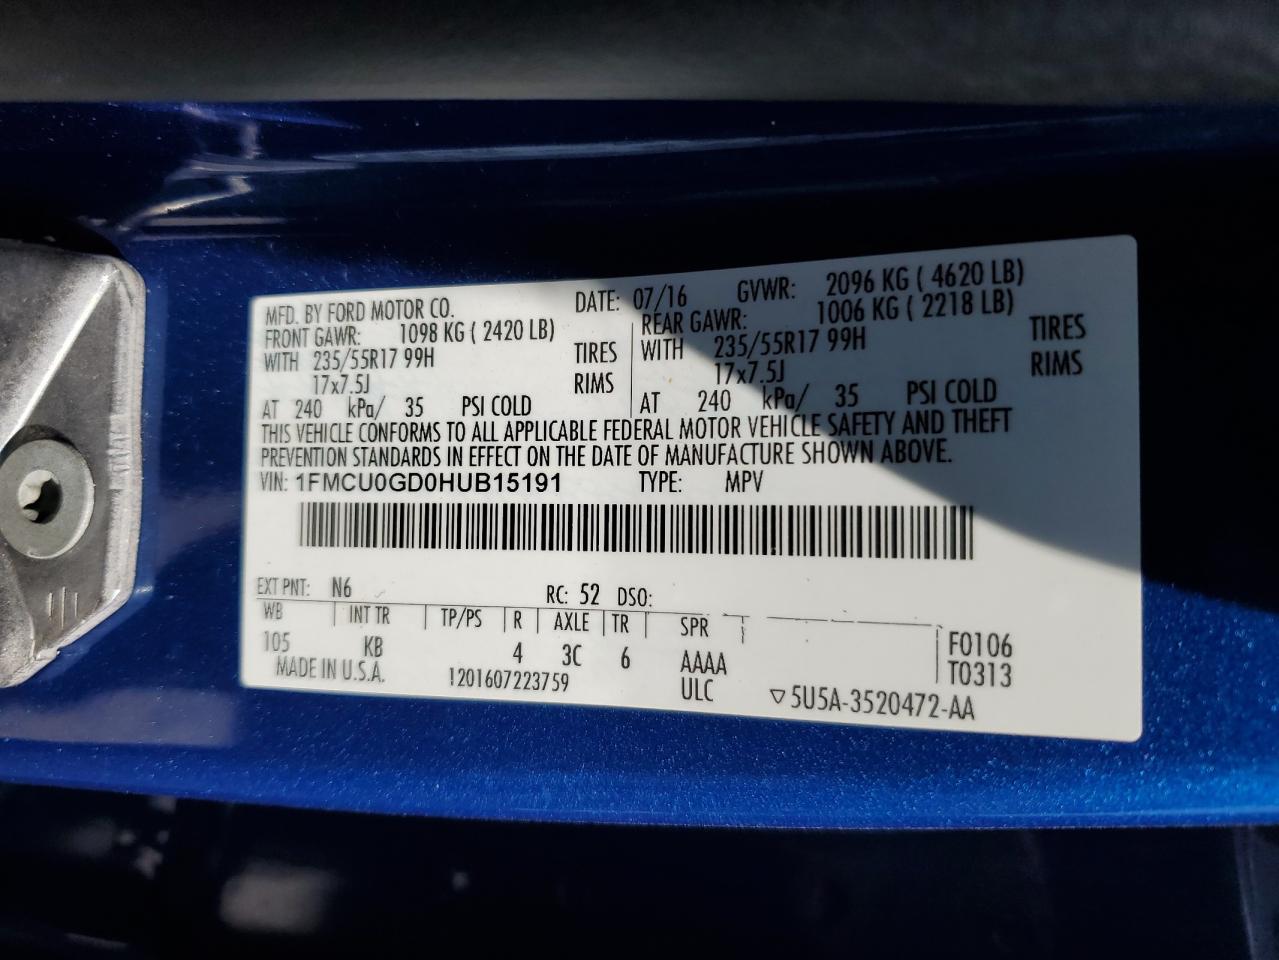 MFD. BY FORD MOTOR CO. DATE: 07/16 GVWR: 2096 KG ( 4620 LB)
FRONT GAWR: 1098 KG ( 2420 LB) REAR GAWR: 1006 KG ( 2218 LB)
WITH 235/55R17 99H TIRES WITH 235/55R17 99H TIRES
17x7.5J RIMS 17x7.5J RIMS
AT 240 kPa/ 35 PSI COLD AT 240 kPa/ 35 PSI COLD
THIS VEHICLE CONFORMS TO ALL APPLICABLE FEDERAL MOTOR VEHICLE SAFETY AND THEFT
PREVENTION STANDARDS IN EFFECT ON THE DATE OF MANUFACTURE SHOWN ABOVE.
VIN: 1FMCU0GD0HUB15191 TYPE: MPV
EXT PNT: N6 RC: 52 DSO:
WB INT TR TP/PS R AXLE TR SPR
105 KB 4 3C 6 AAAA F0106
MADE IN U.S.A. 1201607223759 ULC T0313
▽5U5A-3520472-AA